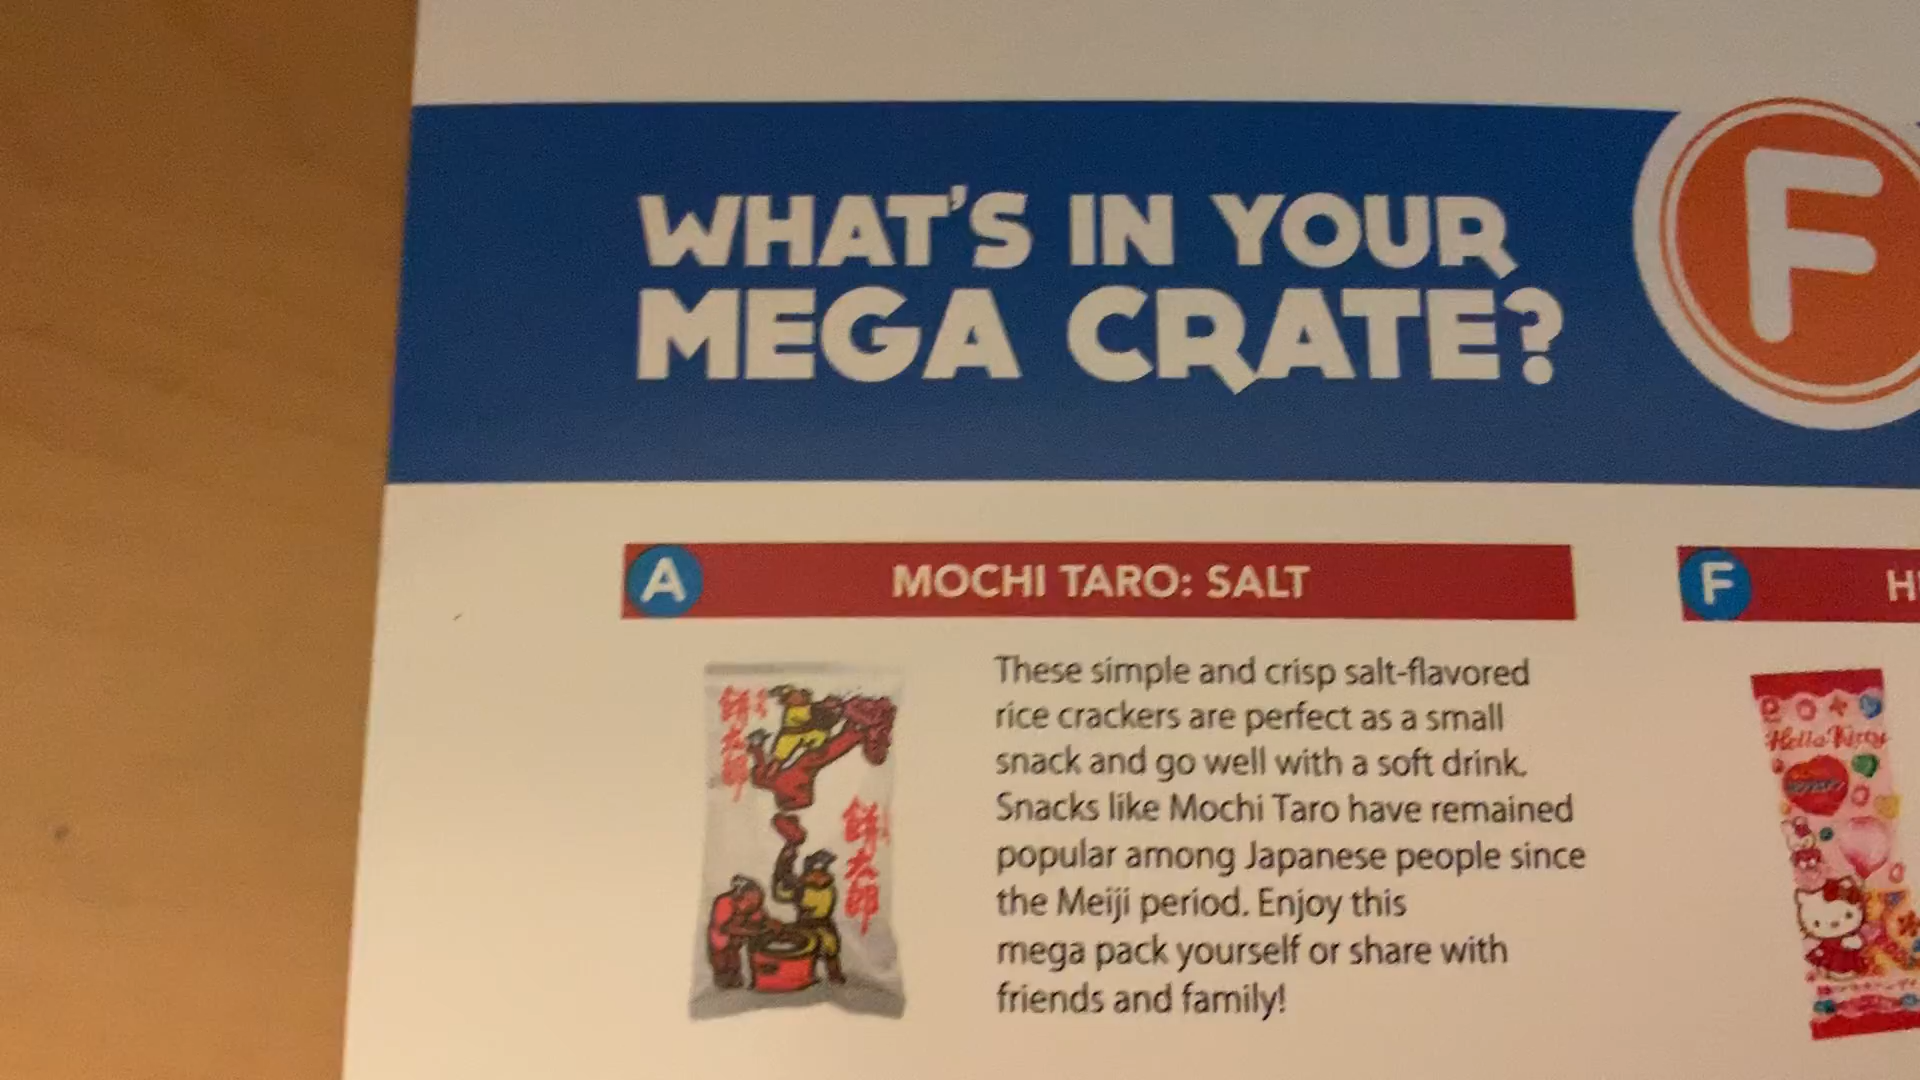 WHAT'S IN YOUR
MEGA CRATE?
F
A
MOCHI TARO: SALT
These simple and crisp salt-flavored
rice crackers are perfect as a small
snack and go well with a soft drink.
Snacks like Mochi Taro have remained
popular among Japanese people since
the Meiji period. Enjoy this
mega pack yourself or share with
friends and family!
餅太郎
餅太郎
F
Hello Kitty